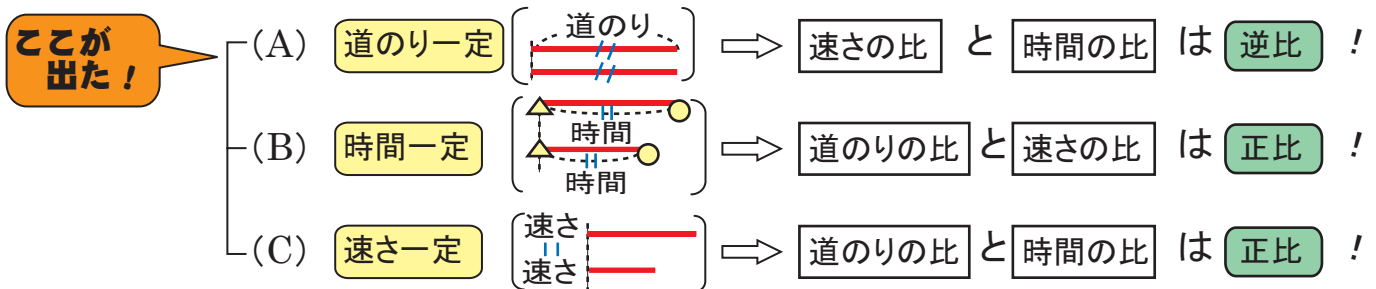 ここが
出た！
(A) 道のり一定 道のり ⇨ 速さの比 と 時間の比 は 逆比 !
(B) 時間一定 時間 時間 ⇨ 道のりの比 と 速さの比 は 正比 !
(C) 速さ一定 速さ 速さ ⇨ 道のりの比 と 時間の比 は 正比 !